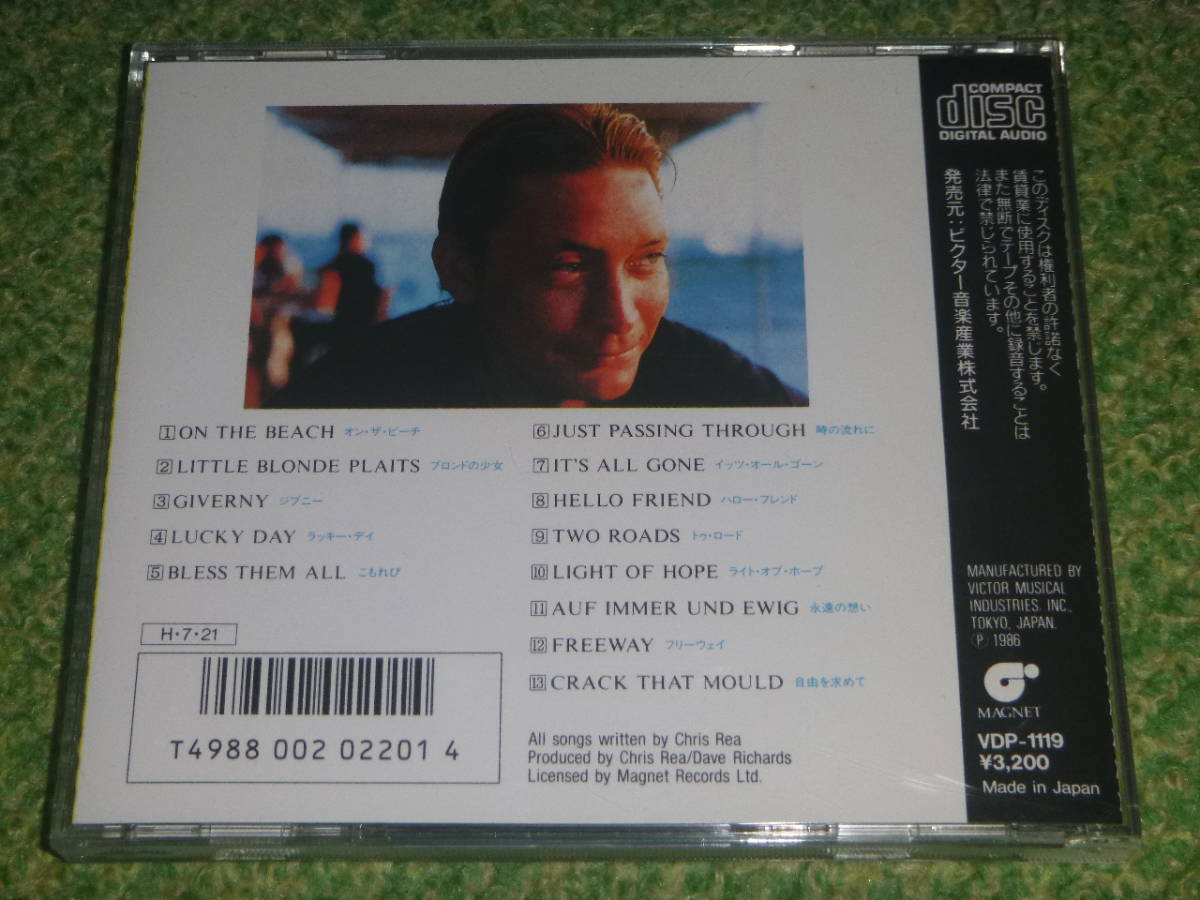 1 ON THE BEACH オン・ザ・ビーチ
2 LITTLE BLONDE PLAITS ブロンドの少女
3 GIVERNY ジブニー
4 LUCKY DAY ラッキー・デイ
5 BLESS THEM ALL こもれび
6 JUST PASSING THROUGH 時の流れに
7 IT'S ALL GONE イッツ・オール・ゴーン
8 HELLO FRIEND ハロー・フレンド
9 TWO ROADS トゥ・ロード
10 LIGHT OF HOPE ライト・オブ・ホープ
11 AUF IMMER UND EWIG 永遠の想い
12 FREEWAY フリーウェイ
13 CRACK THAT MOULD 自由を求めて
H・7・21
T4988 002 02201 4
All songs written by Chris Rea
Produced by Chris Rea/Dave Richards
Licensed by Magnet Records Ltd.
COMPACT
disc
DIGITAL AUDIO
このディスクは権利者の許諾なく
賃貸業に使用することを禁じます。
また無断でテープその他に録音することは
法律で禁じられています。
発売元:ビクター音楽産業株式会社
MANUFACTURED BY
VICTOR MUSICAL
INDUSTRIES. INC.,
TOKYO, JAPAN.
Ⓟ 1986
MAGNET
VDP-1119
¥3,200
Made in Japan